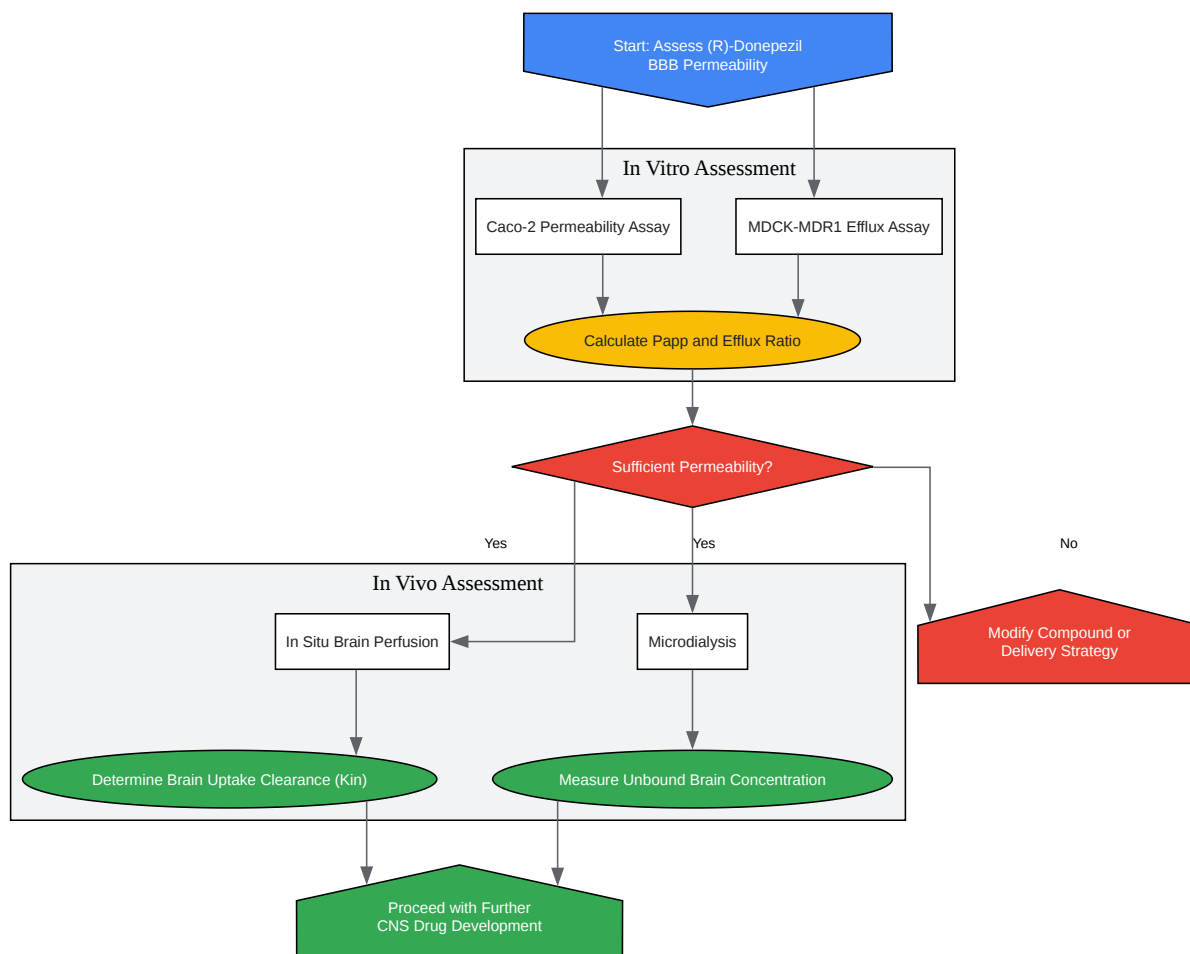 Start: Assess (R)-Donepezil
BBB Permeability
In Vitro Assessment
Caco-2 Permeability Assay
MDCK-MDR1 Efflux Assay
Calculate Papp and Efflux Ratio
Sufficient Permeability?
Yes
Yes
No
In Vivo Assessment
In Situ Brain Perfusion
Microdialysis
Modify Compound or
Delivery Strategy
Determine Brain Uptake Clearance (Kin)
Measure Unbound Brain Concentration
Proceed with Further
CNS Drug Development